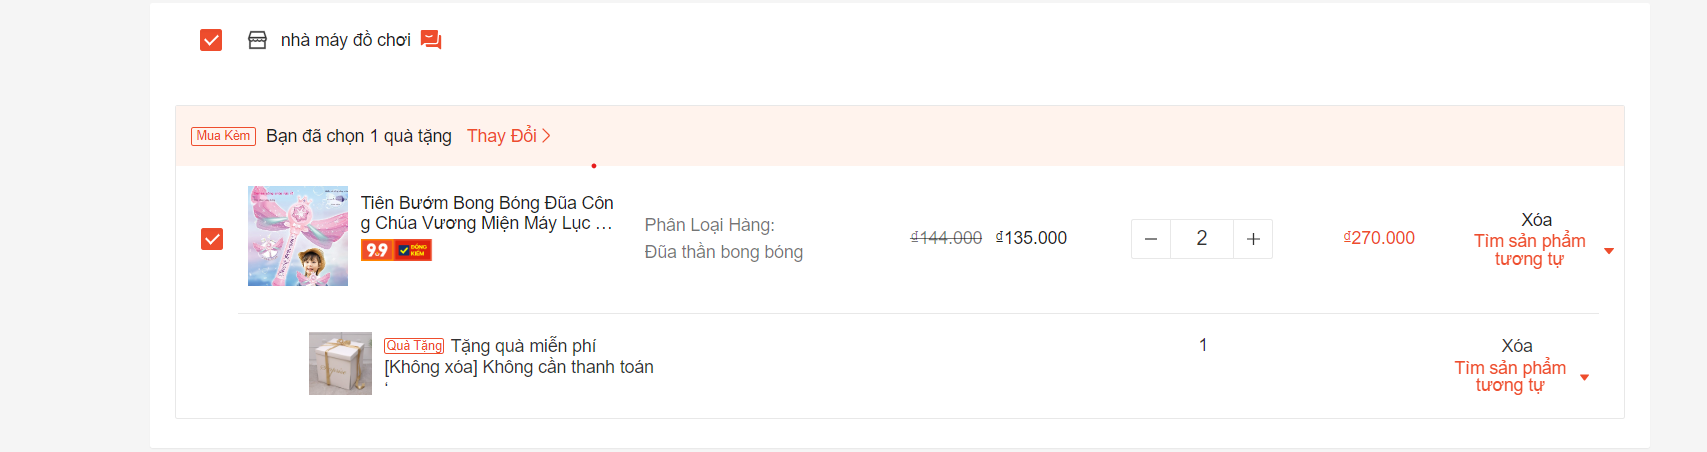 nhà máy đồ chơi
Mua Kèm Bạn đã chọn 1 quà tặng Thay Đổi
Tiên Bướm Bong Bóng Đũa Côn
g Chúa Vương Miện Máy Lục ...
9.9 ĐỒNG KIỂM
Phân Loại Hàng:
Đũa thần bong bóng
₫144.000 ₫135.000
2
₫270.000
Xóa
Tìm sản phẩm
tương tự
Quà Tặng Tặng quà miễn phí
[Không xóa] Không cần thanh toán
1
Xóa
Tìm sản phẩm
tương tự